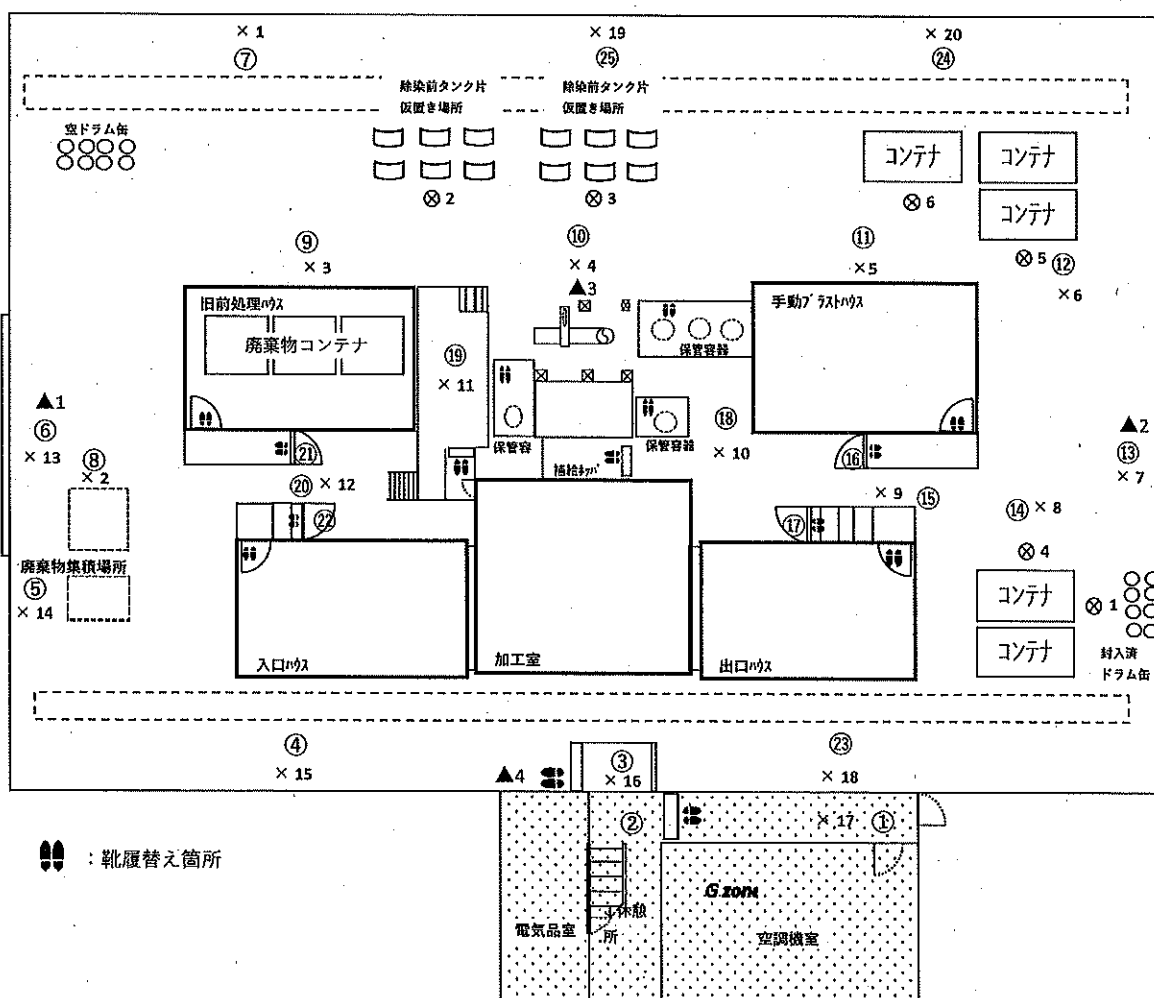 × 1
⑦
× 19
㉕
× 20
㉔
除染前タンク片
仮置き場所
除染前タンク片
仮置き場所
空ドラム缶
コンテナ
コンテナ
コンテナ
⊗ 2
⊗ 3
⊗ 6
⑨
× 3
⑩
× 4
▲3
⑪
× 5
⊗ 5
⑫
× 6
旧前処理ハウス
廃棄物コンテナ
⑲
× 11
保管容器
手動ブラストハウス
保管容
保管容器
⑱
× 10
▲1
⑥
× 13
⑧
× 2
▲2
⑬
× 7
㉑
⑳
× 12
㉒
補給ホッパ
⑯
× 9
⑮
⑰
⑭
× 8
⊗ 4
廃棄物集積場所
⑤
× 14
コンテナ
コンテナ
⊗ 1
封入済
ドラム缶
入口ハウス
加工室
出口ハウス
④
× 15
▲4
③
× 16
㉓
× 18
②
× 17
①
：靴履替え箇所
G zone
電気品室
休憩
所
空調機室